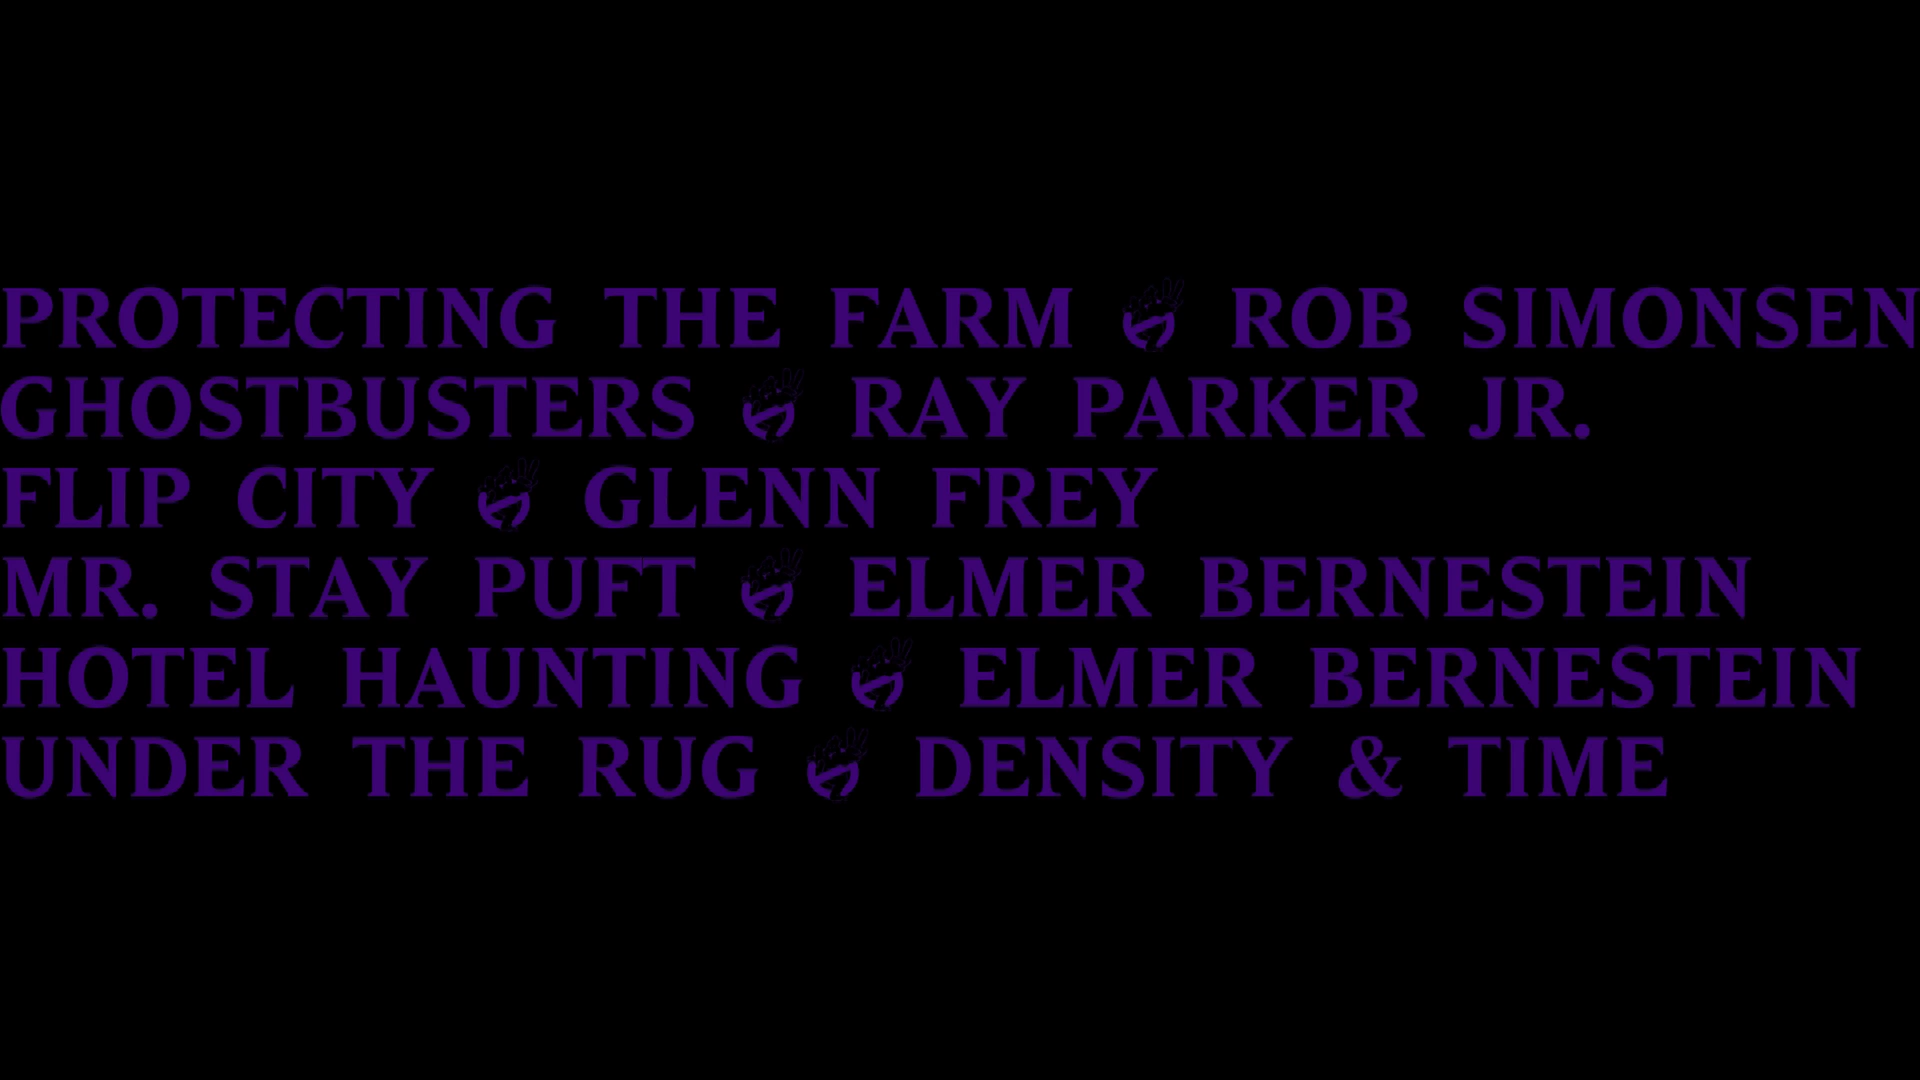 PROTECTING THE FARM ROB SIMONSEN
GHOSTBUSTERS RAY PARKER JR.
FLIP CITY GLENN FREY
MR. STAY PUFT ELMER BERNESTEIN
HOTEL HAUNTING ELMER BERNESTEIN
UNDER THE RUG DENSITY & TIME